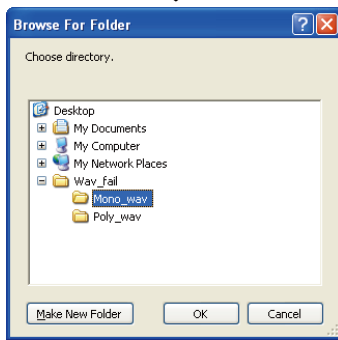 Browse For Folder
Choose directory.
Desktop
My Documents
My Computer
My Network Places
Wav_fail
Mono_wav
Poly_wav
Make New Folder OK Cancel